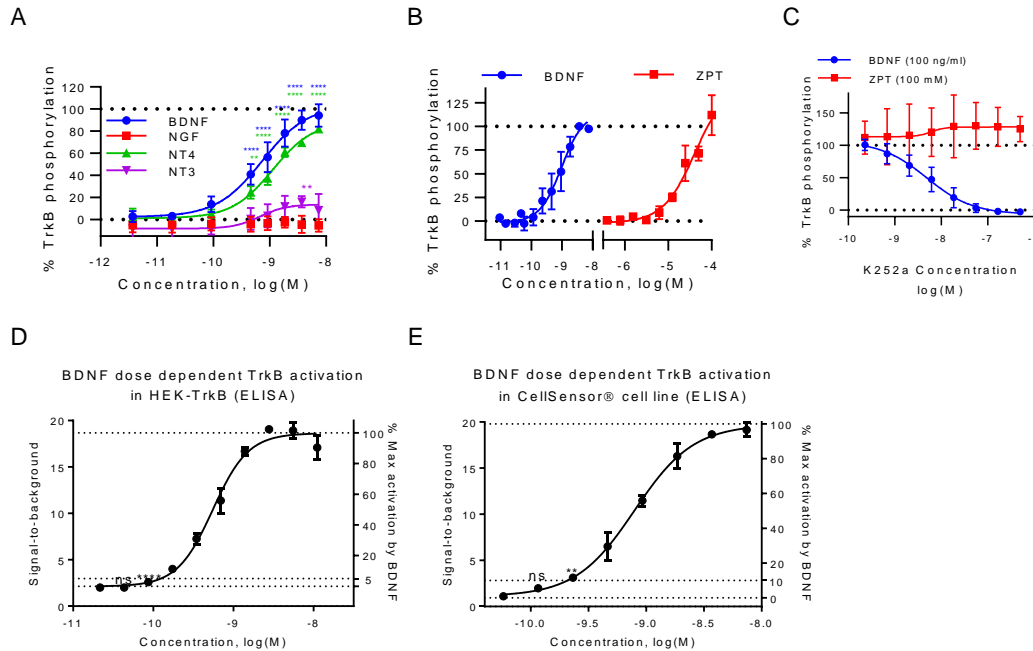 A
% TrkB phosphorylation
120
100
80
60
40
20
0
BDNF
NGF
NT4
NT3
****
****
****
****
****
****
****
****
****
**
**
-12
-11
-10
-9
-8
Concentration, log(M)
B
BDNF
ZPT
% TrkB phosphorylation
125
100
75
50
25
0
-11
-10
-9
-8
-6
-5
-4
Concentration, log(M)
C
BDNF (100 ng/ml)
ZPT (100 mM)
% TrkB phosphorylation
150
100
50
0
-10
-9
-8
-7
K252a Concentration
log(M)
D
BDNF dose dependent TrkB activation
in HEK-TrkB (ELISA)
Signal-to-background
20
15
10
5
0
ns
****
100
80
60
40
20
5
0
% Max activation by BDNF
-11
-10
-9
-8
Concentration, log(M)
E
BDNF dose dependent TrkB activation
in CellSensor® cell line (ELISA)
Signal-to-background
20
15
10
5
0
ns
**
100
80
60
40
20
10
0
% Max activation by BDNF
-10.0
-9.5
-9.0
-8.5
-8.0
Concentration, log(M)